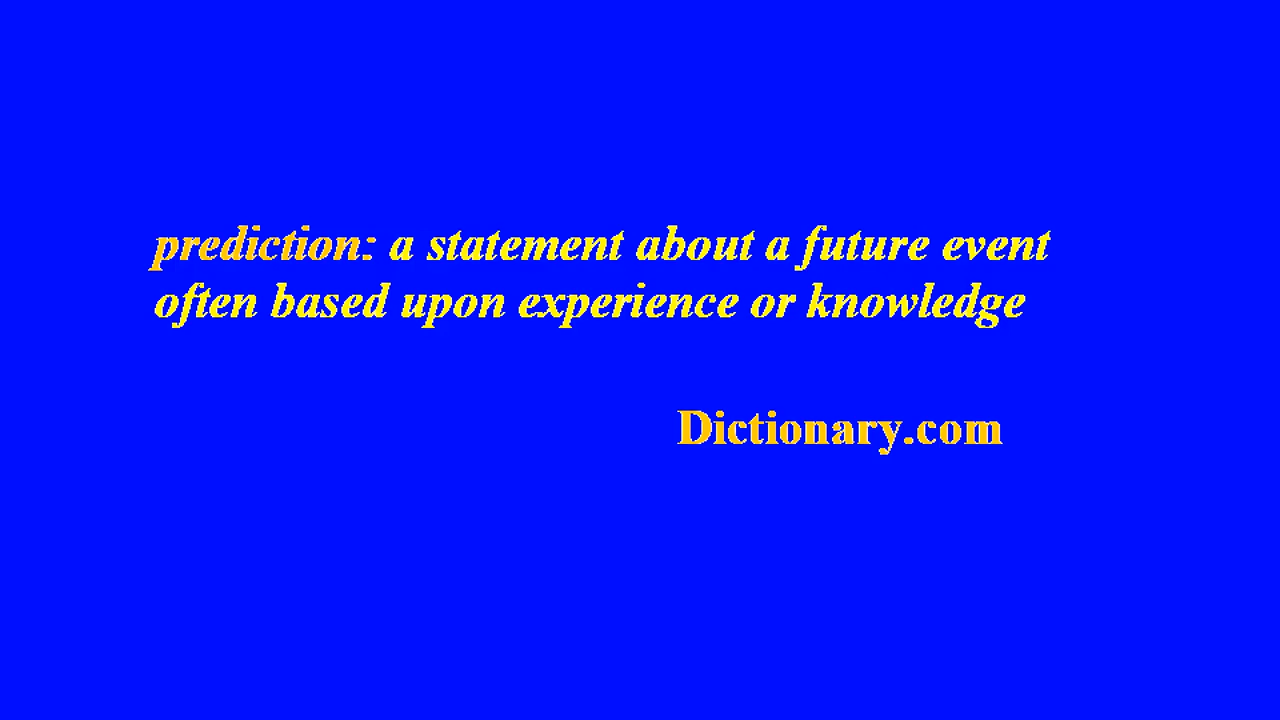 prediction: a statement about a future event
often based upon experience or knowledge
Dictionary.com